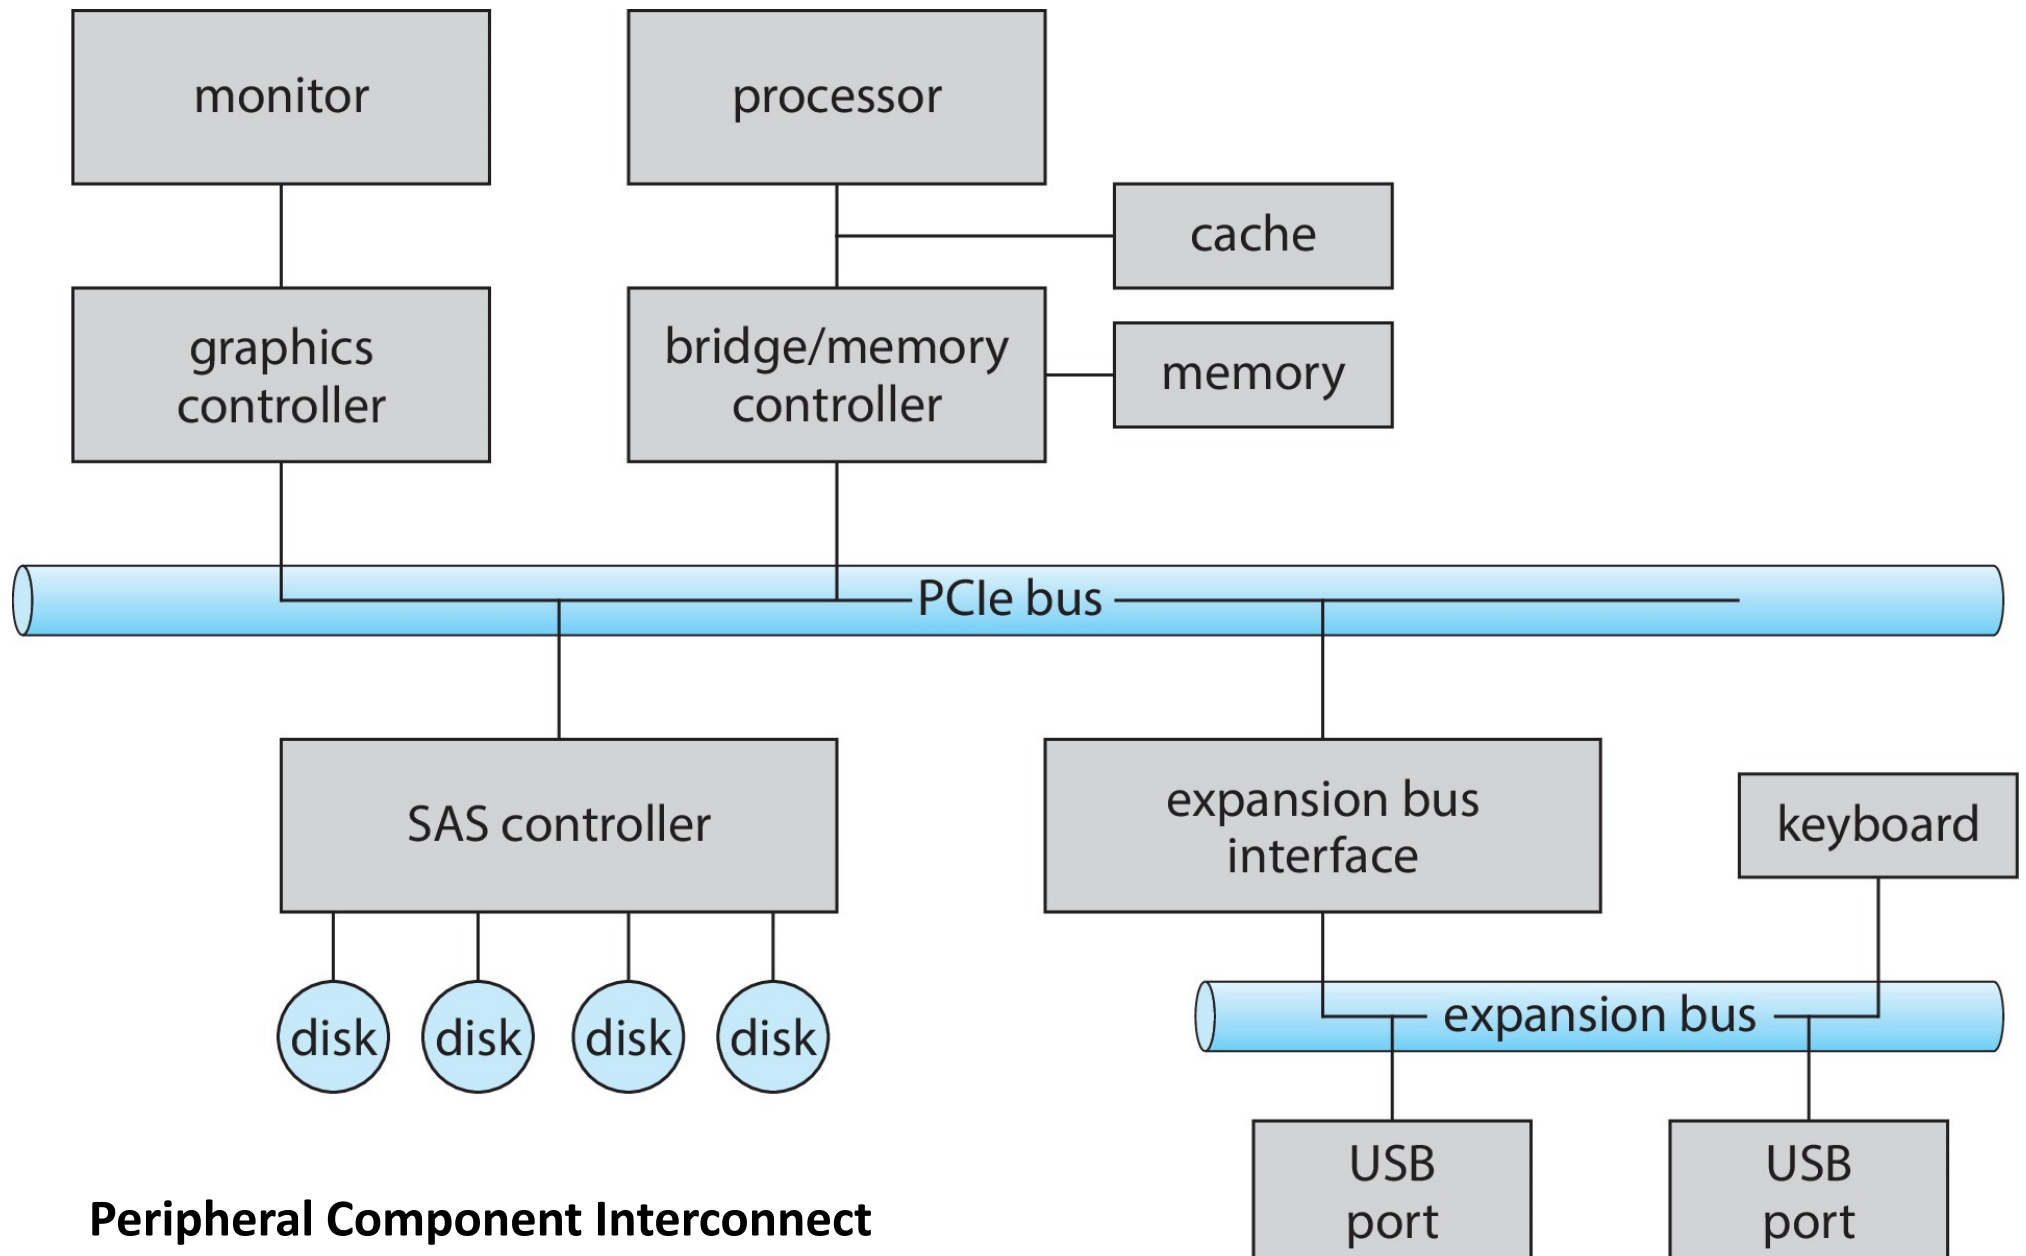 monitor
processor
cache
graphics
controller
bridge/memory
controller
memory
PCIe bus
SAS controller
expansion bus
interface
keyboard
disk
disk
disk
disk
expansion bus
USB
port
USB
port
Peripheral Component Interconnect